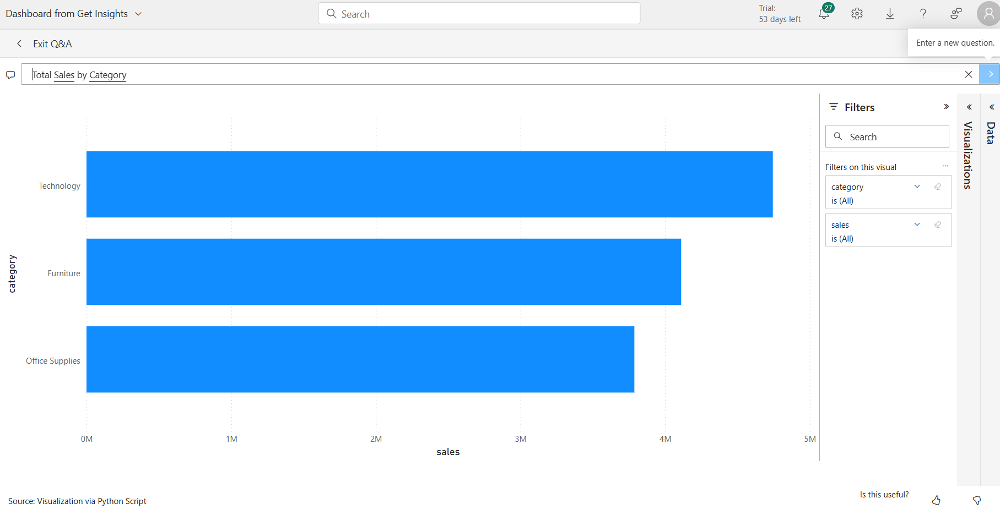 Dashboard from Get Insights
Search
Trial:
53 days left
27
?
Exit Q&A
Enter a new question.
Total Sales by Category
Filters
Search
Filters on this visual
category
is (All)
sales
is (All)
Visualizations
Data
Technology
Furniture
Office Supplies
category
0M 1M 2M 3M 4M 5M
sales
Source: Visualization via Python Script
Is this useful?